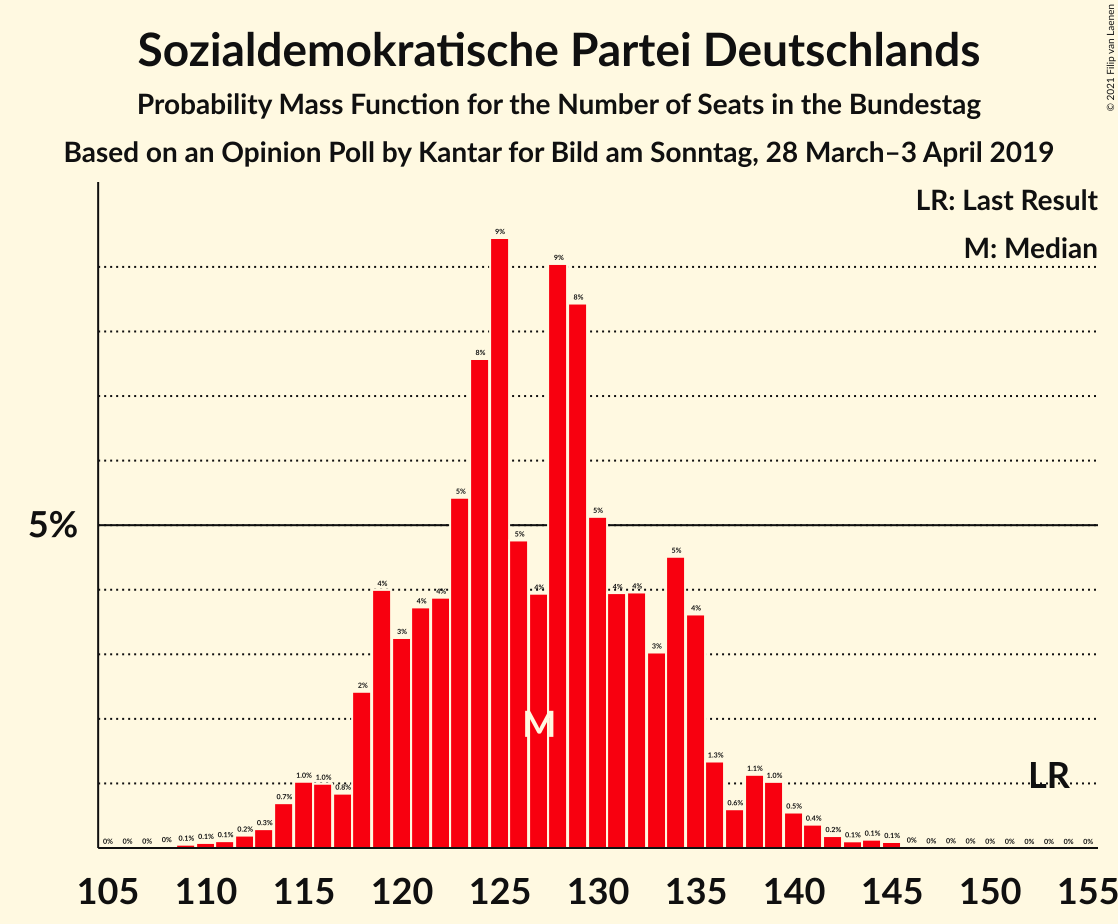 Sozialdemokratische Partei Deutschlands
Probability Mass Function for the Number of Seats in the Bundestag
Based on an Opinion Poll by Kantar for Bild am Sonntag, 28 March–3 April 2019
© 2021 Filip van Laenen
LR: Last Result
M: Median
5%
0% 0% 0% 0% 0.1% 0.1% 0.1% 0.2% 0.3% 0.7% 1.0% 1.0% 0.8% 2% 4% 3% 4% 4% 5% 8% 9% 5% 4% 9% 8% 5% 4% 4% 3% 5% 4% 1.3% 0.6% 1.1% 1.0% 0.5% 0.4% 0.2% 0.1% 0.1% 0.1% 0% 0% 0% 0% 0% 0% 0% 0% 0% 0%
M
LR
105 110 115 120 125 130 135 140 145 150 155